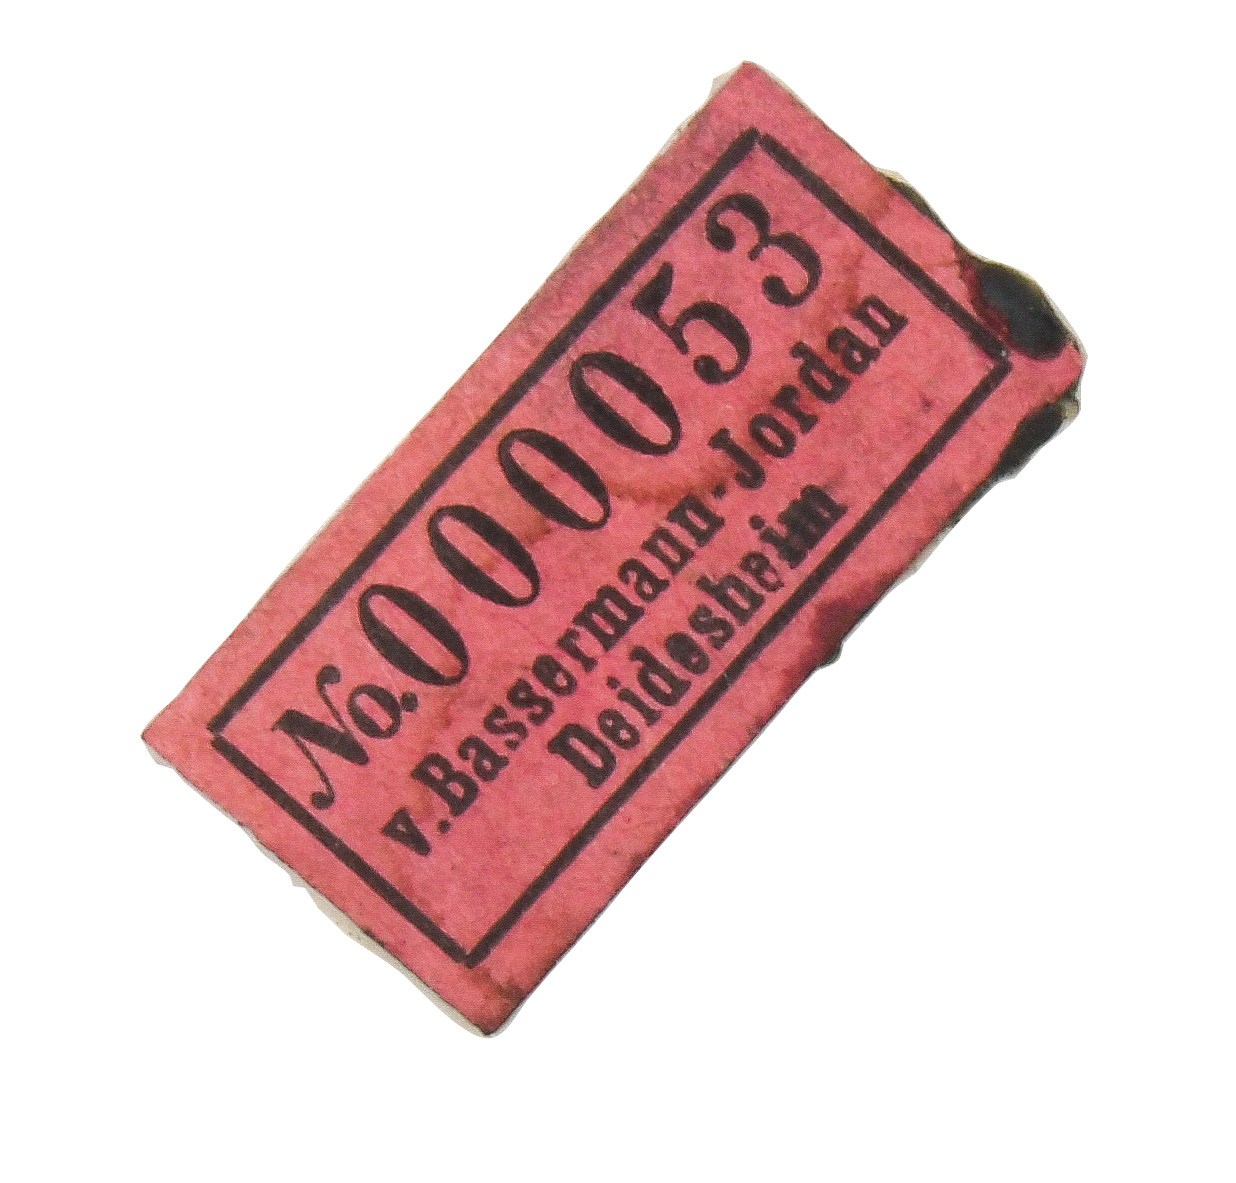 No. 000053
v. Bassermann-Jordan
Deidesheim